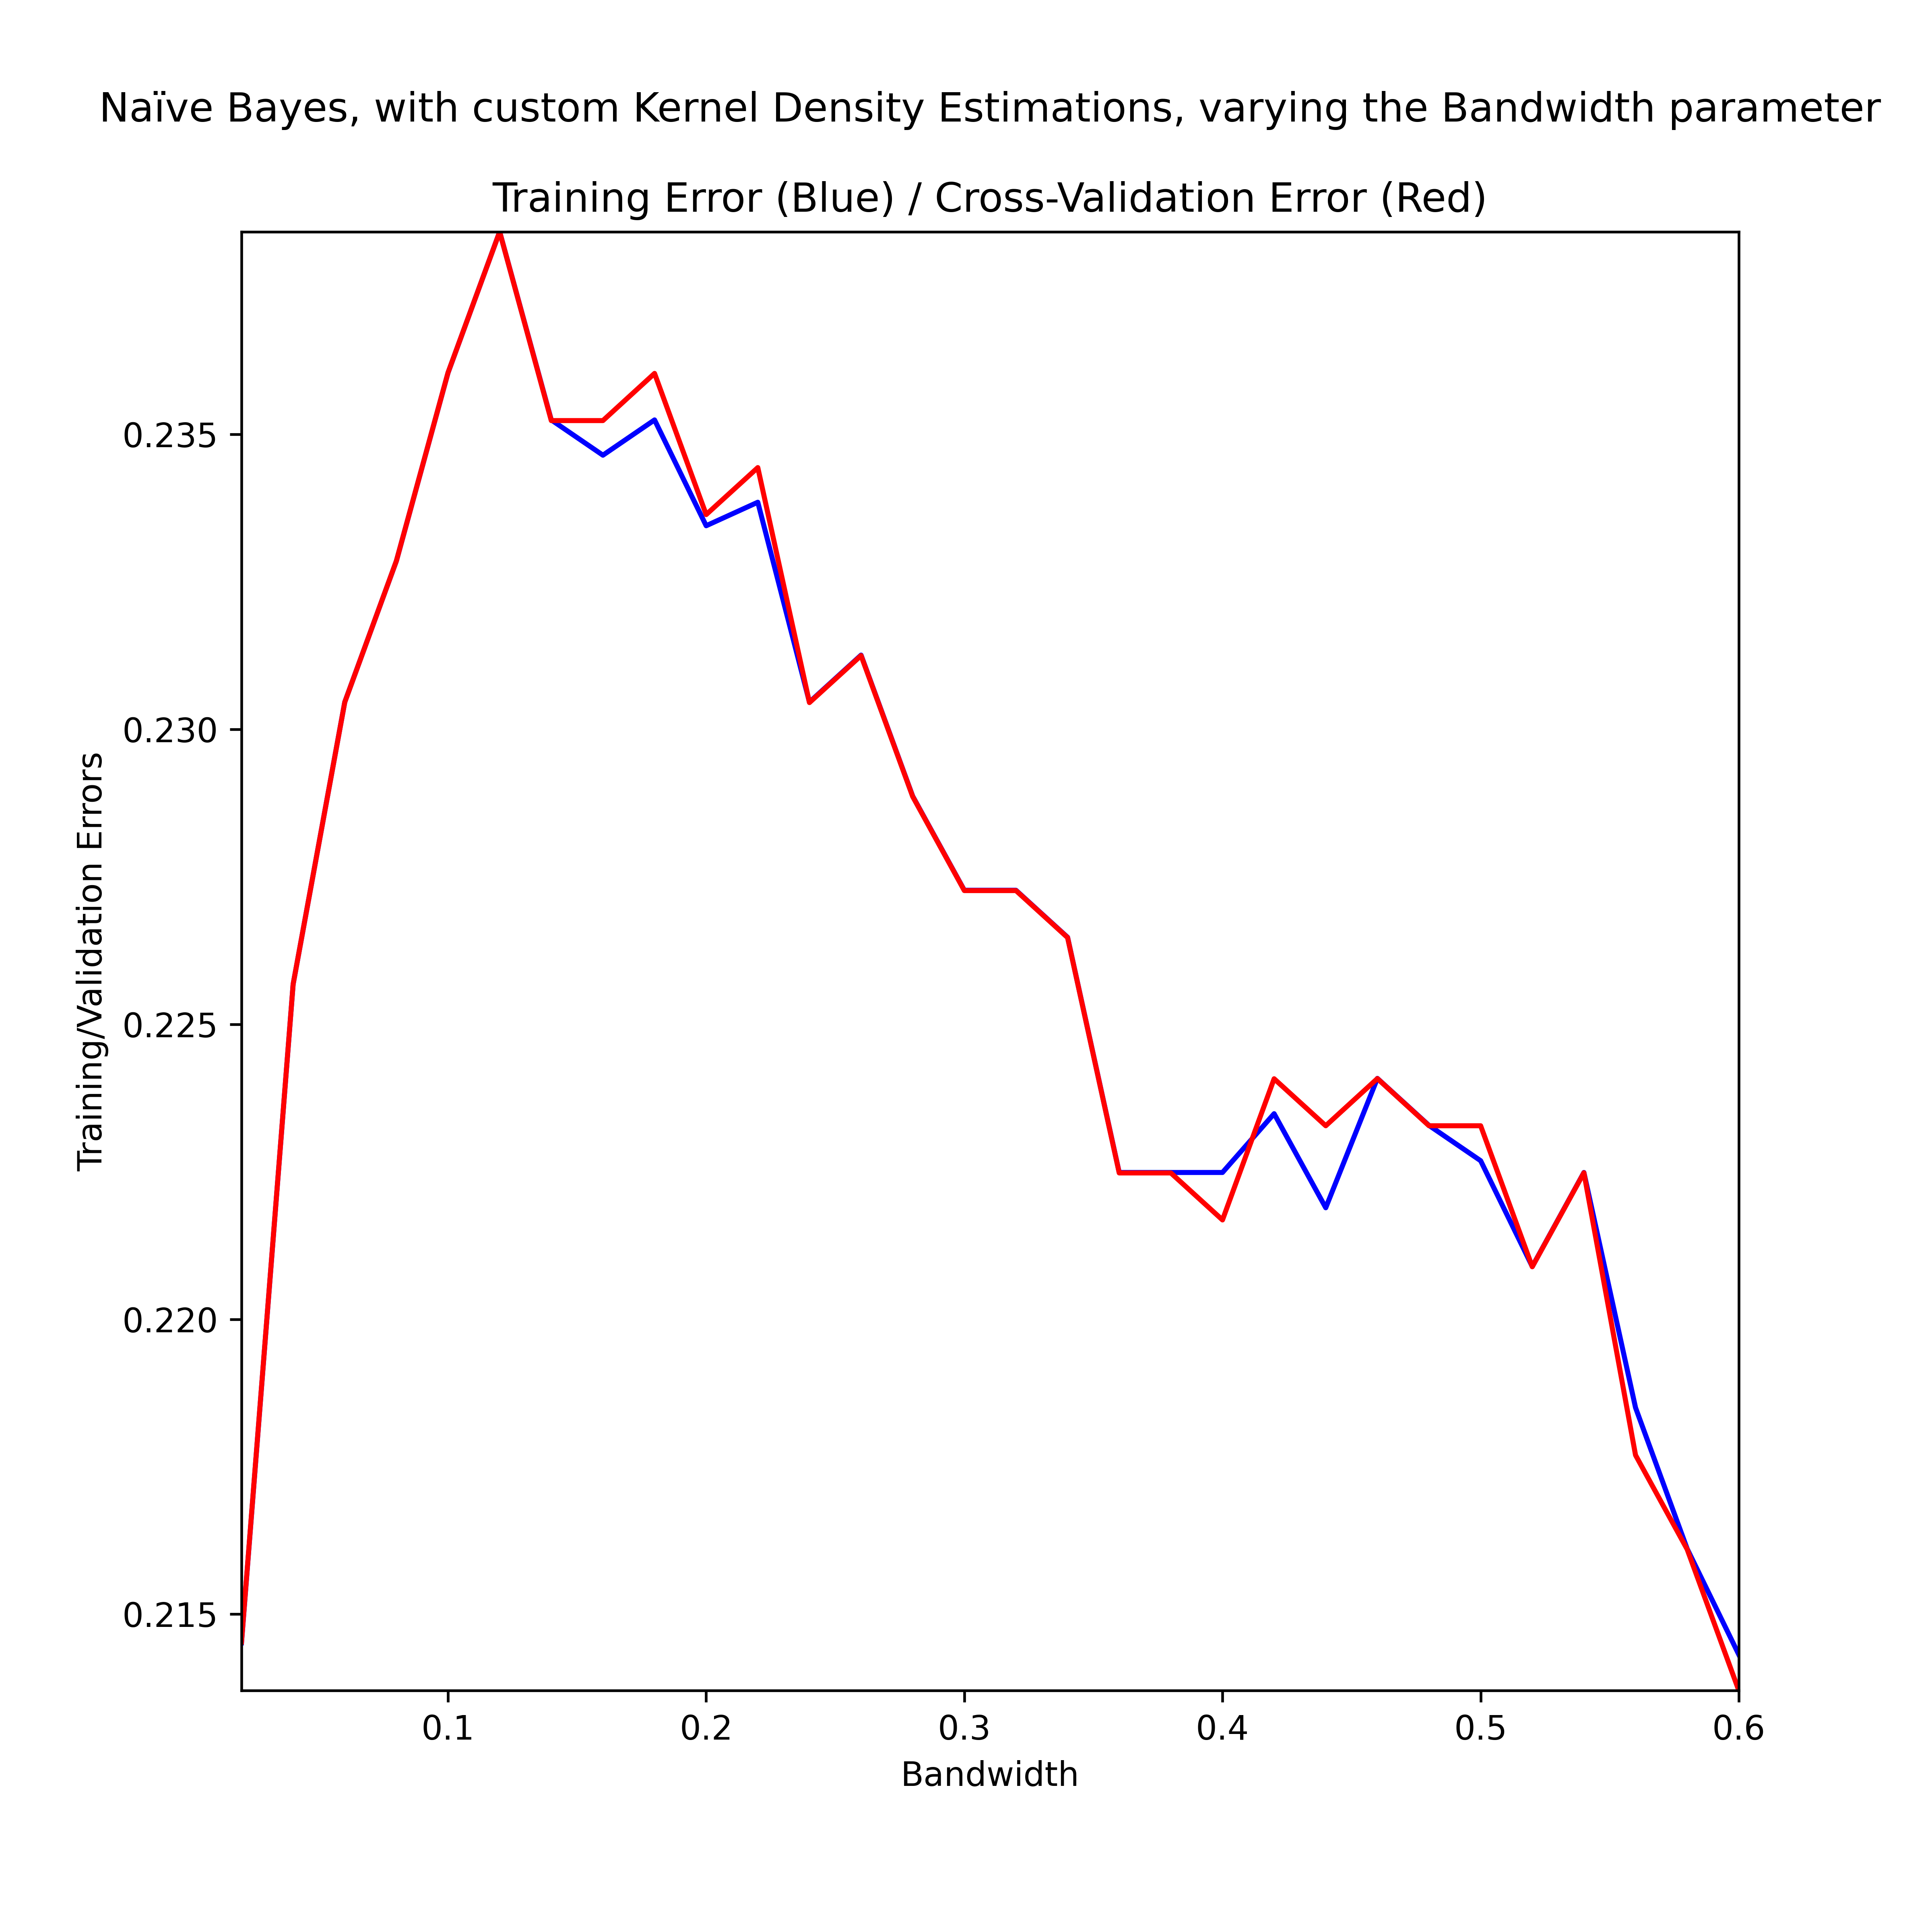 Naïve Bayes, with custom Kernel Density Estimations, varying the Bandwidth parameter
Training Error (Blue) / Cross-Validation Error (Red)
Training/Validation Errors
0.235
0.230
0.225
0.220
0.215
0.1
0.2
0.3
0.4
0.5
0.6
Bandwidth